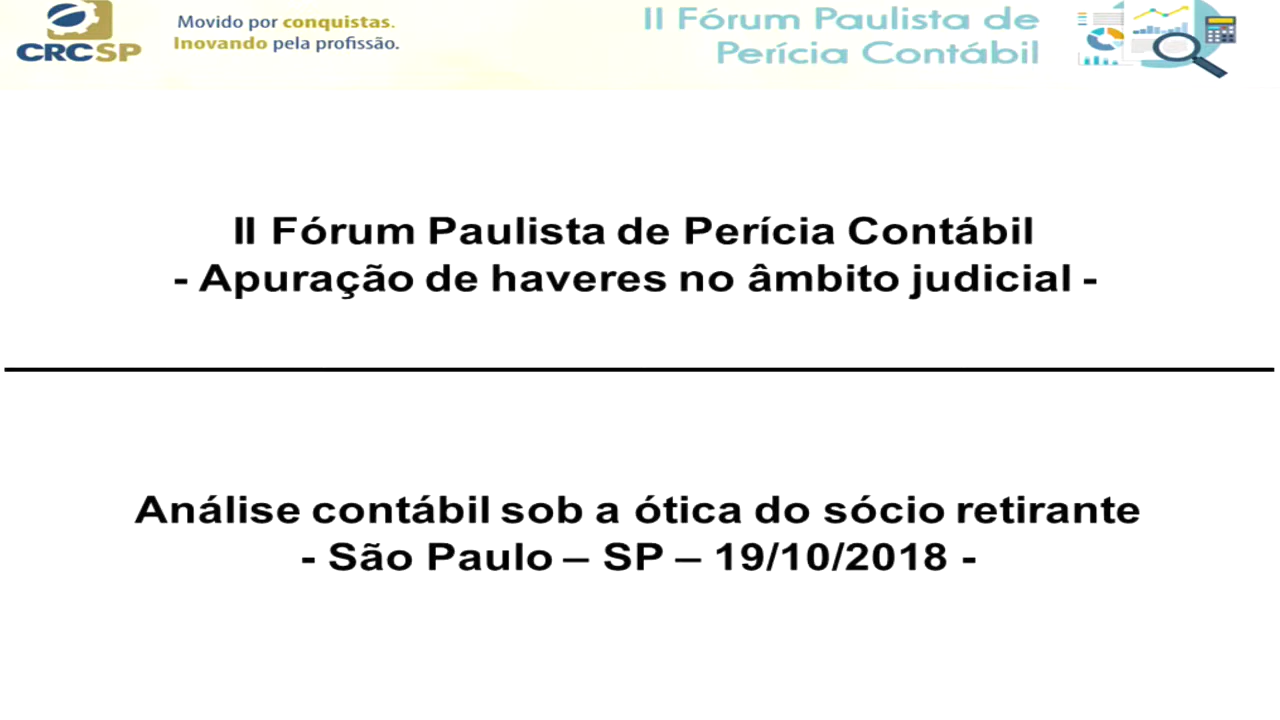 CRCSP
Movido por conquistas.
Inovando pela profissão.
II Fórum Paulista de
Perícia Contábil
II Fórum Paulista de Perícia Contábil
- Apuração de haveres no âmbito judicial -
Análise contábil sob a ótica do sócio retirante
- São Paulo – SP – 19/10/2018 -